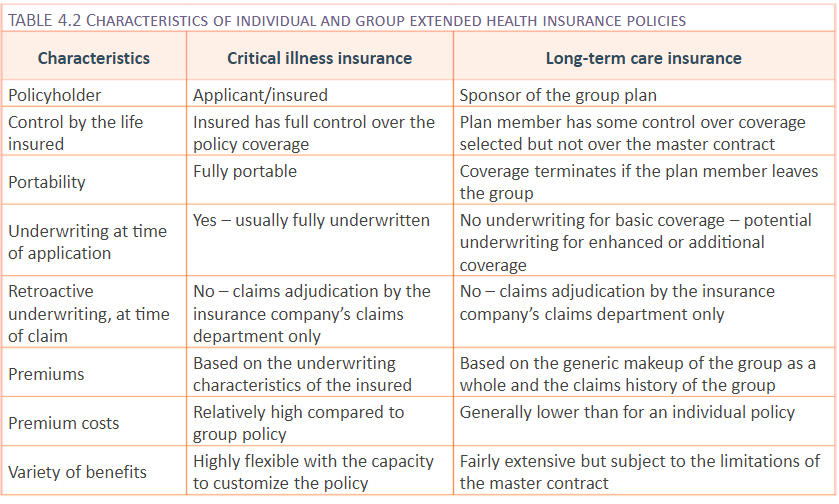 TABLE 4.2 CHARACTERISTICS OF INDIVIDUAL AND GROUP EXTENDED HEALTH INSURANCE POLICIES
Characteristics
Critical illness insurance
Long-term care insurance
Policyholder
Applicant/insured
Sponsor of the group plan
Control by the life
insured
Insured has full control over the
policy coverage
Plan member has some control over coverage
selected but not over the master contract
Portability
Fully portable
Coverage terminates if the plan member leaves
the group
Underwriting at time
of application
Yes – usually fully underwritten
No underwriting for basic coverage – potential
underwriting for enhanced or additional
coverage
Retroactive
underwriting, at time
of claim
No – claims adjudication by the
insurance company's claims
department only
No – claims adjudication by the insurance
company's claims department only
Premiums
Based on the underwriting
characteristics of the insured
Based on the generic makeup of the group as a
whole and the claims history of the group
Premium costs
Relatively high compared to
group policy
Generally lower than for an individual policy
Variety of benefits
Highly flexible with the capacity
to customize the policy
Fairly extensive but subject to the limitations of
the master contract